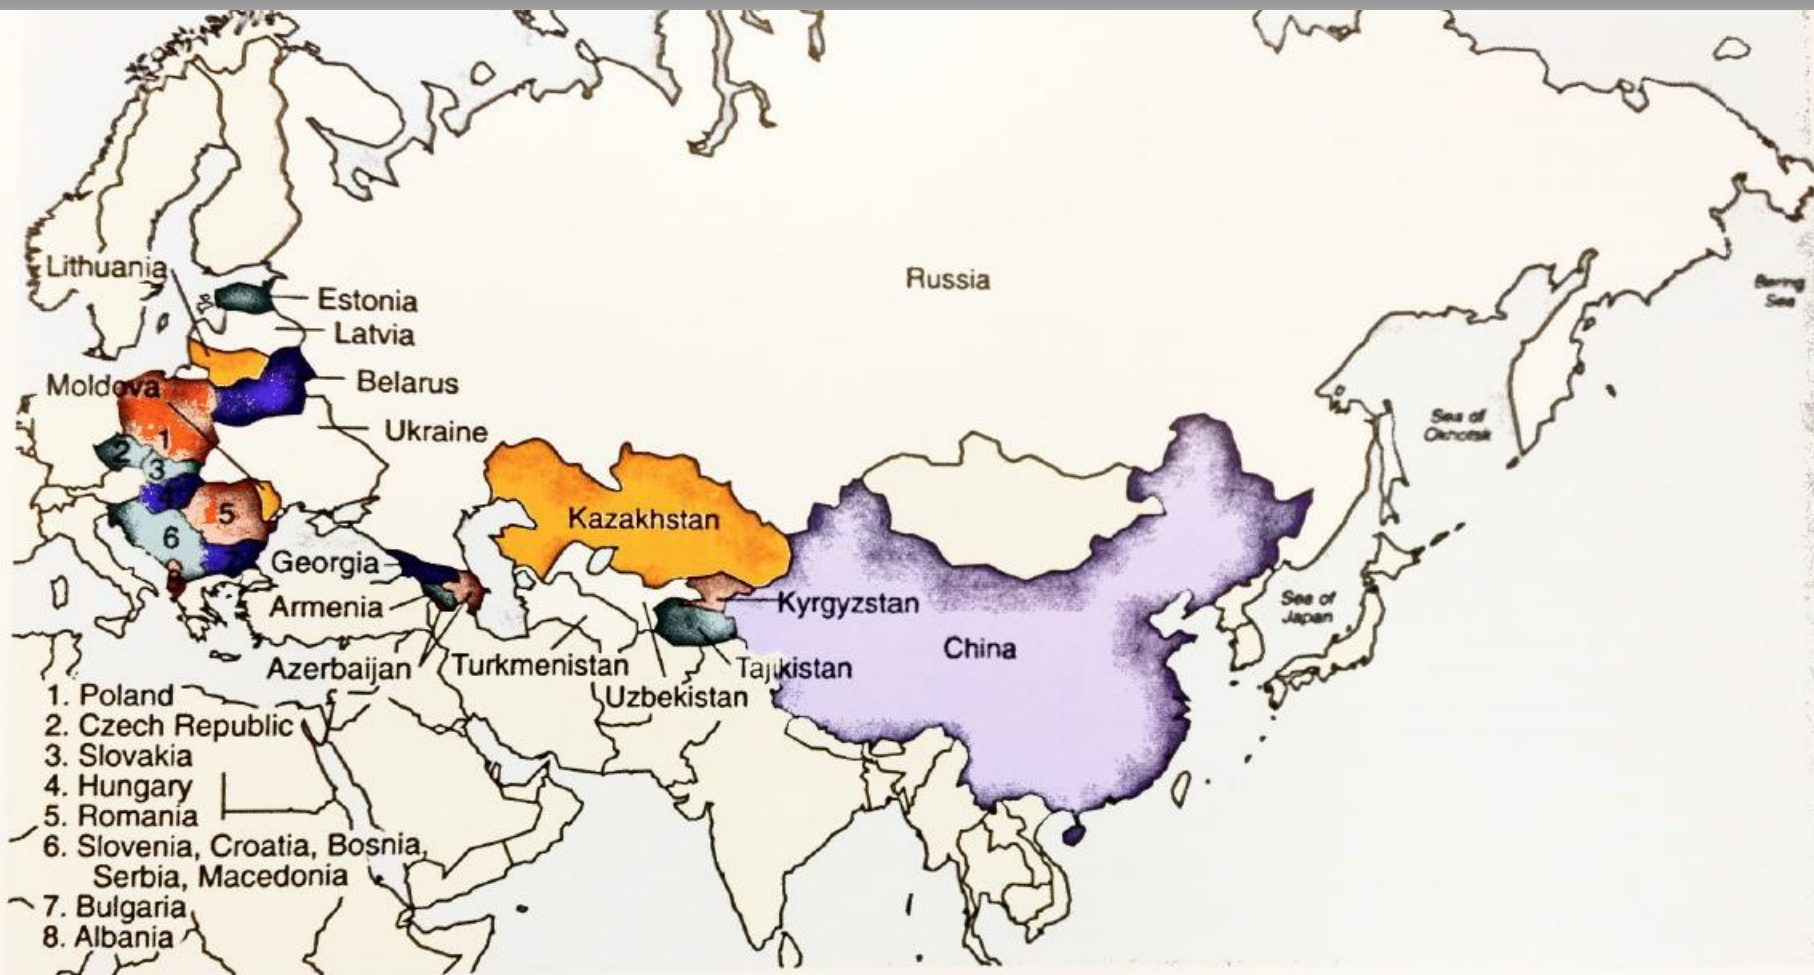 Lithuania
Estonia
Latvia
Moldova
Belarus
Ukraine
Russia
Bering
Sea
Sea of
Okhotsk
1
2
3
4
5
6
Kazakhstan
Georgia
Armenia
Kyrgyzstan
Sea of
Japan
China
Azerbaijan
Turkmenistan
Tajikistan
Uzbekistan
1. Poland
2. Czech Republic
3. Slovakia
4. Hungary
5. Romania
6. Slovenia, Croatia, Bosnia,
Serbia, Macedonia
7. Bulgaria
8. Albania